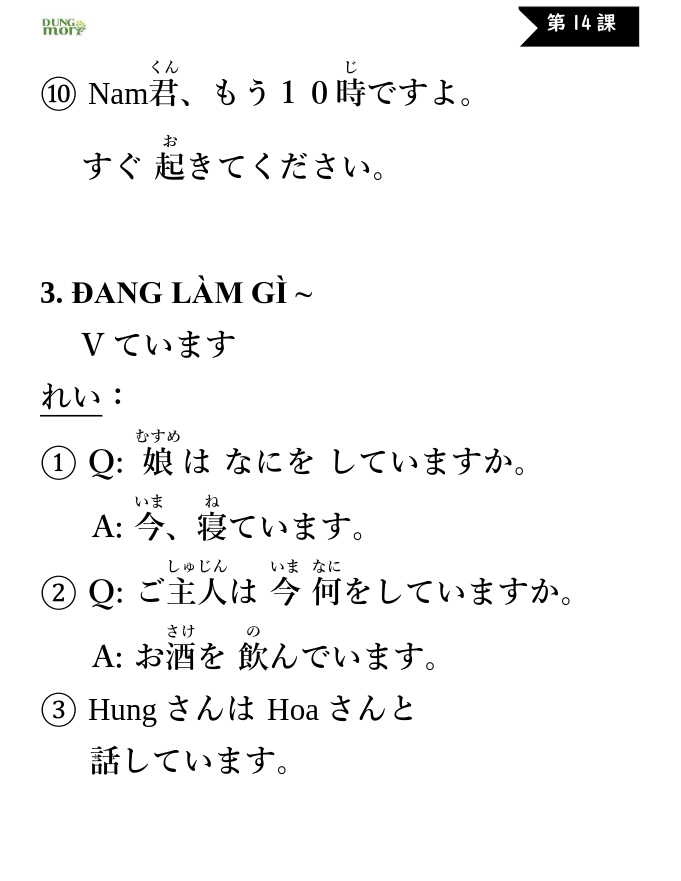 DUNG
mori
第14課
くん じ
⑩ Nam君、もう１０時ですよ。
お
すぐ 起きてください。
3. ĐANG LÀM GÌ ~
V ています
れい：
むすめ
① Q: 娘 は なにを していますか。
いま ね
A: 今、寝ています。
しゅじん いま なに
② Q: ご主人は 今 何をしていますか。
さけ の
A: お酒を 飲んでいます。
③ Hung さんは Hoa さんと
話しています。